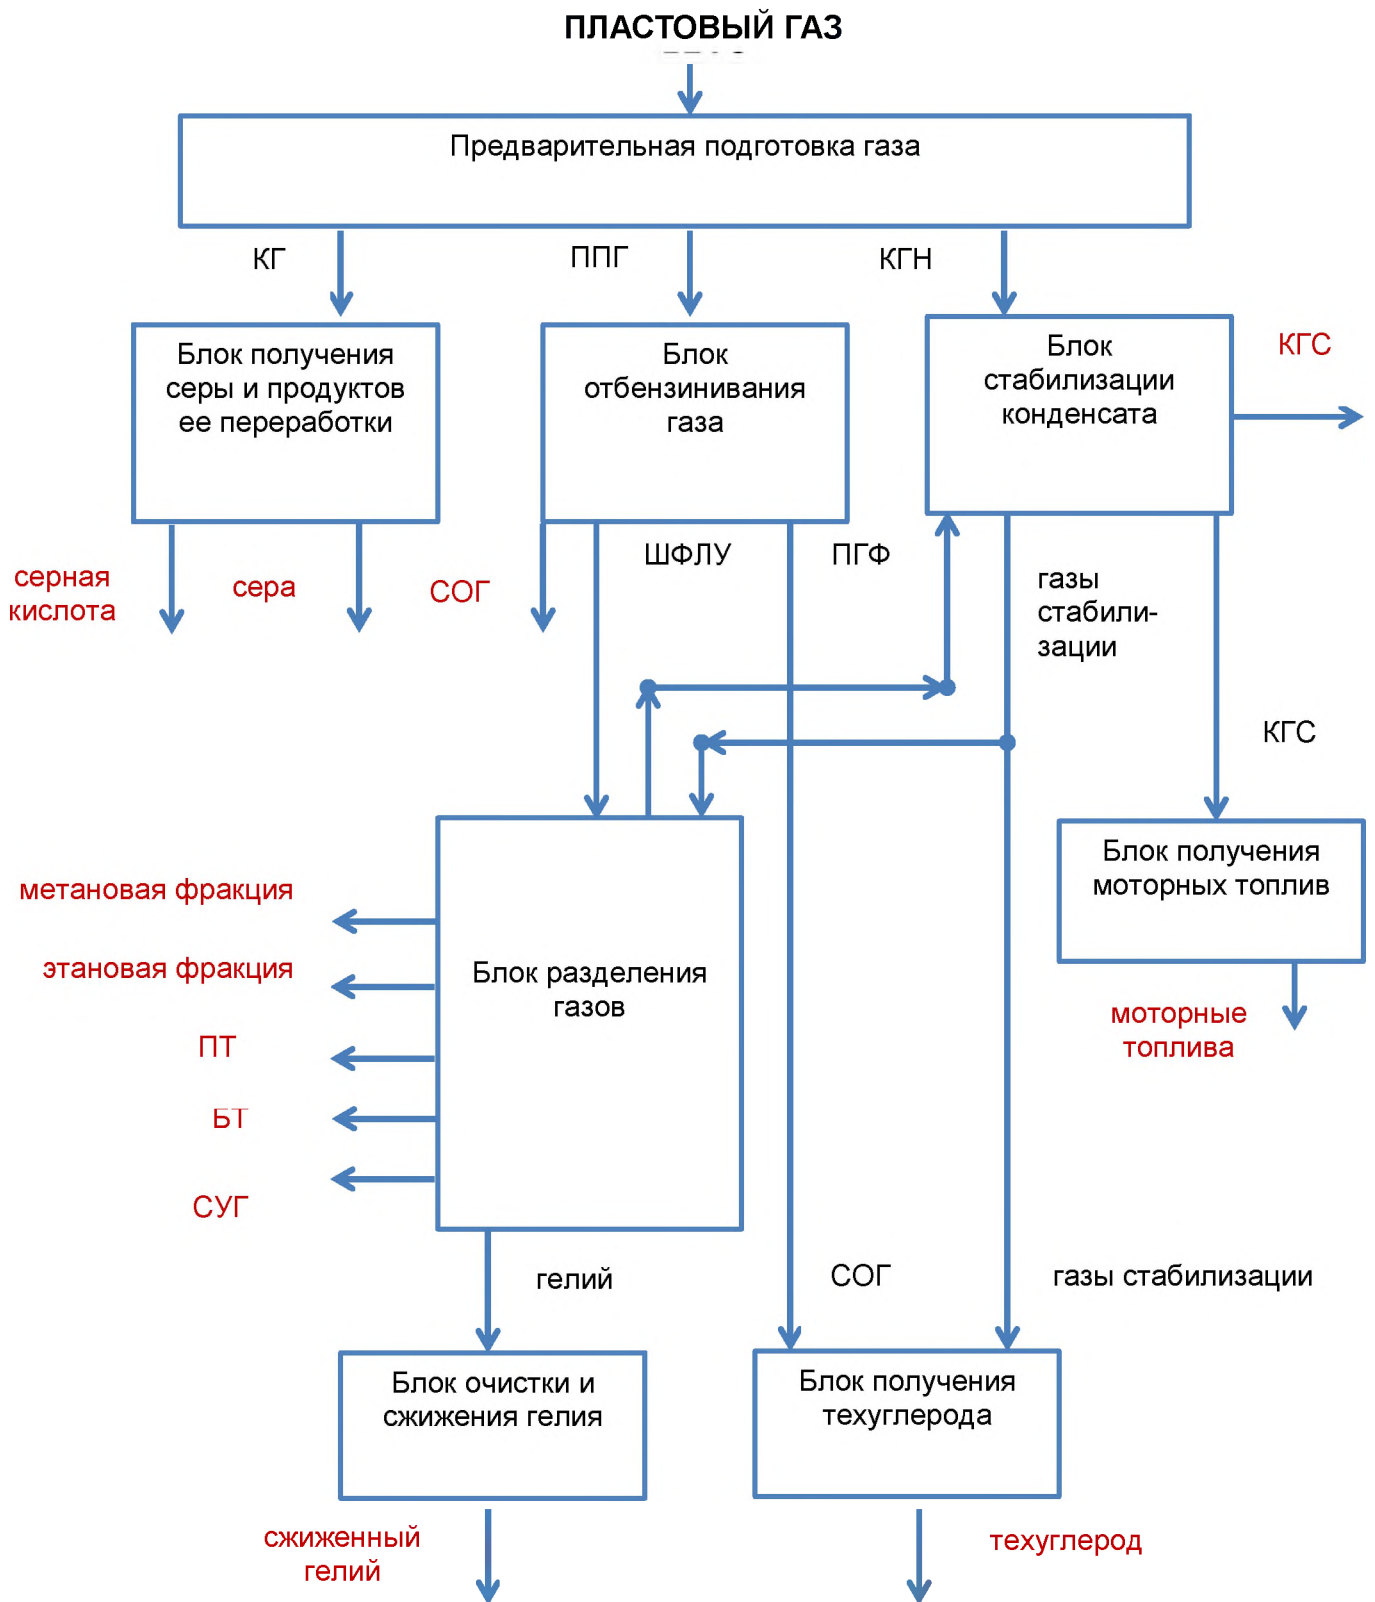 ПЛАСТОВЫЙ ГАЗ
Предварительная подготовка газа
КГ
ППГ
КГН
Блок получения
серы и продуктов
ее переработки
Блок
отбензинивания
газа
Блок
стабилизации
конденсата
КГС
серная
кислота
сера
СОГ
ШФЛУ
ПГФ
газы
стабили-
зации
КГС
Блок получения
моторных топлив
метановая фракция
этановая фракция
ПТ
БТ
СУГ
Блок разделения
газов
моторные
топлива
гелий
СОГ
газы стабилизации
Блок очистки и
сжижения гелия
Блок получения
техуглерода
сжиженный
гелий
техуглерод